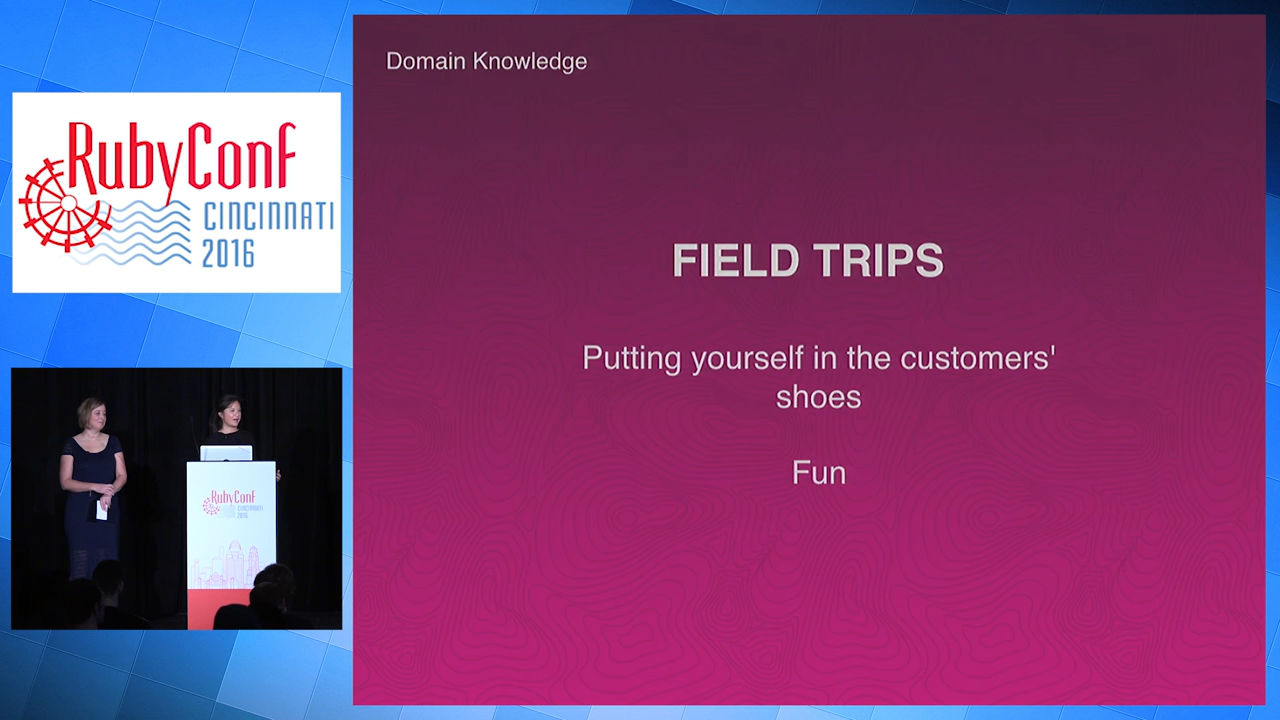 Domain Knowledge
RubyConf
CINCINNATI
2016
FIELD TRIPS
Putting yourself in the customers'
shoes
Fun
RubyConf
CINCINNATI
2016